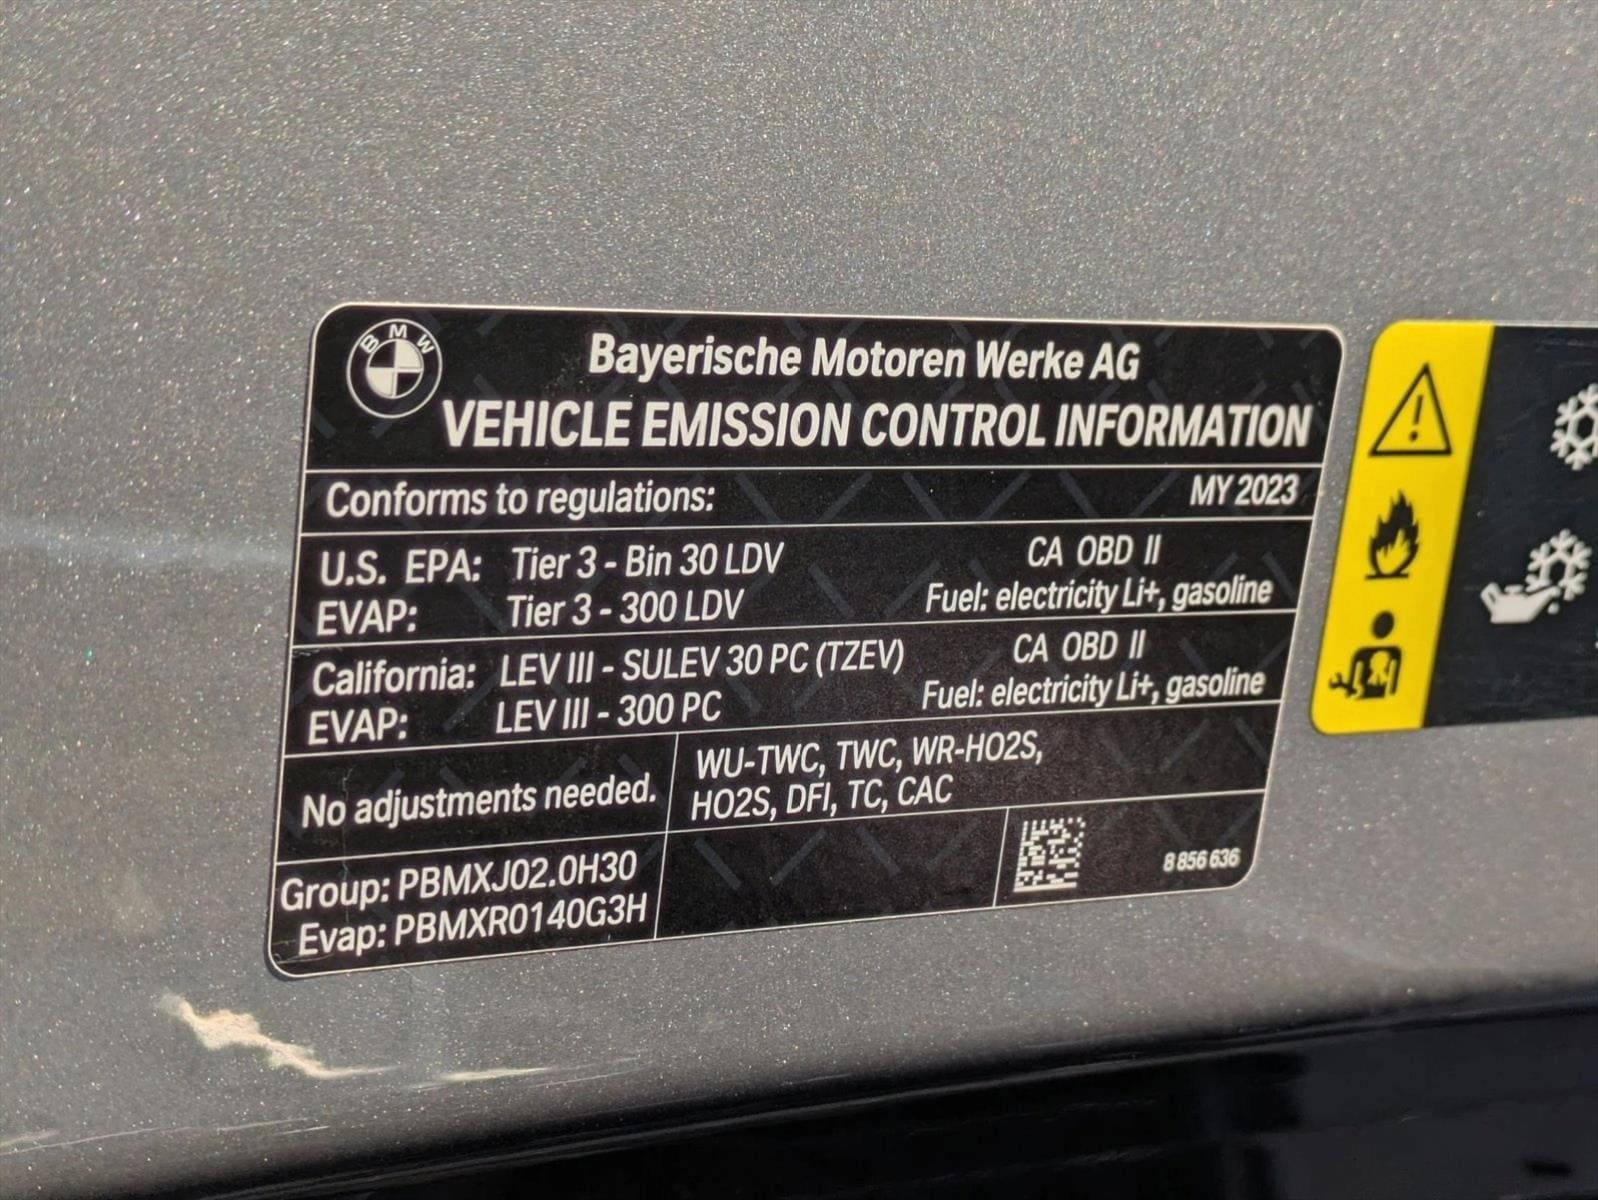 BMW
Bayerische Motoren Werke AG
VEHICLE EMISSION CONTROL INFORMATION
Conforms to regulations: MY 2023
U.S. EPA: Tier 3 - Bin 30 LDV CA OBD II
EVAP: Tier 3 - 300 LDV Fuel: electricity Li+, gasoline
California: LEV III - SULEV 30 PC (TZEV) CA OBD II
EVAP: LEV III - 300 PC Fuel: electricity Li+, gasoline
No adjustments needed.
WU-TWC, TWC, WR-HO2S,
HO2S, DFI, TC, CAC
Group: PBMXJ02.0H30
Evap: PBMXR0140G3H
8 856 636